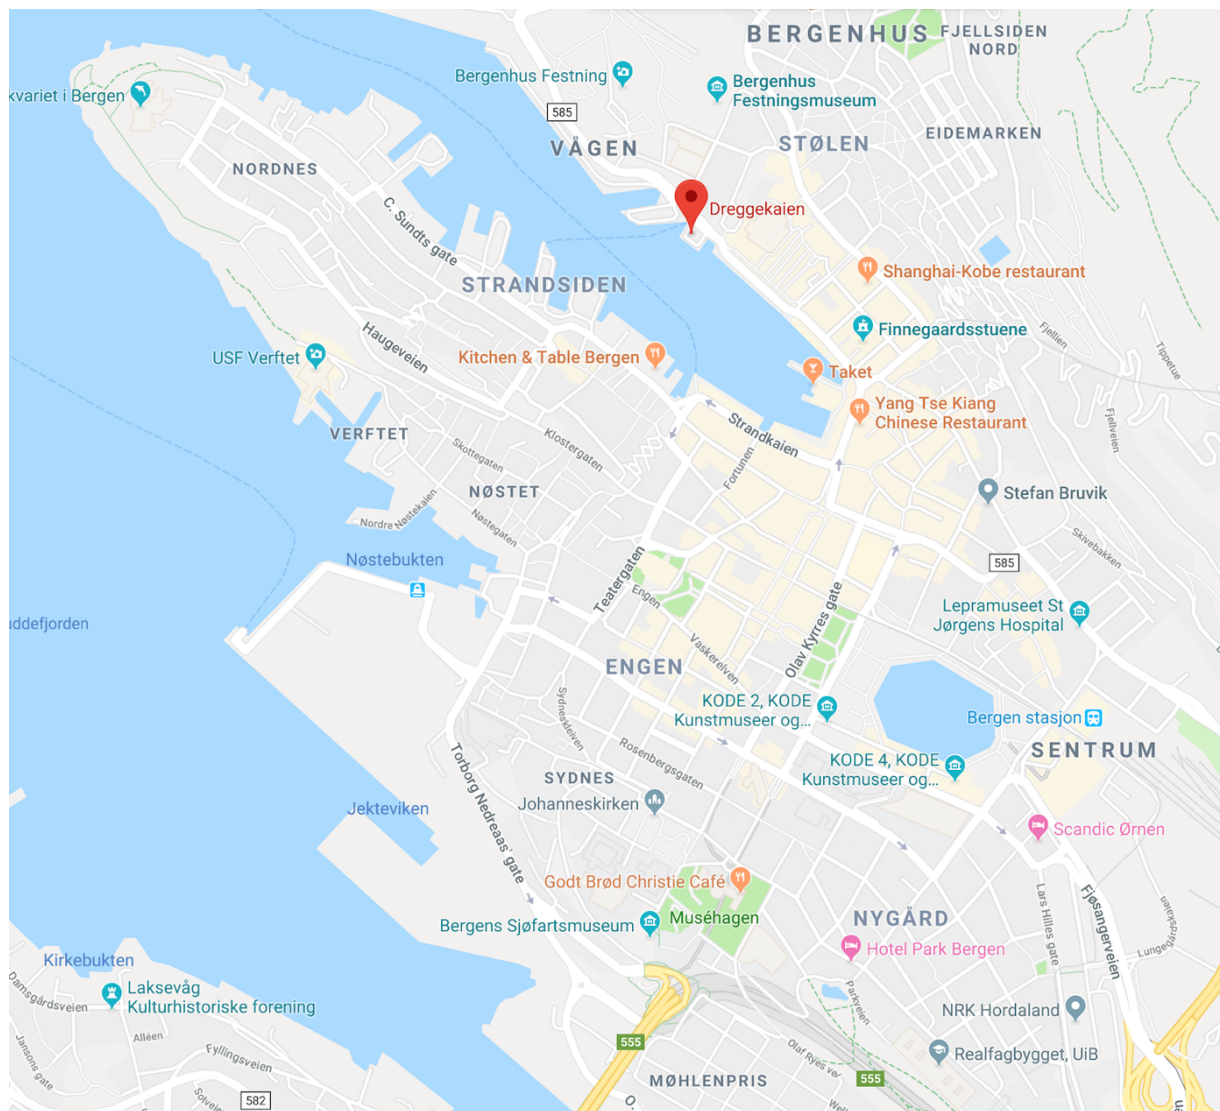 BERGENHUS
FJELLSIDEN
NORD
Bergenhus Festning
Bergenhus
Festningsmuseum
kvariet i Bergen
585
EIDEMARKEN
STØLEN
VÅGEN
NORDNES
C. Sundts gate
Dreggekaien
STRANDSIDEN
Shanghai-Kobe restaurant
Finnegaardsstuene
Fjellien
Tippetue
Haugeveien
USF Verftet
Kitchen & Table Bergen
Taket
Yang Tse Kiang
Chinese Restaurant
Fjellveien
Strandkaien
VERFTET
Klostergaten
Skottegaten
Fortunen
NØSTET
Stefan Bruvik
Nordre Nøstekaien
Nøstegaten
Skivebakken
Nøstebukten
585
Teatergaten
Engen
Olav Kyrres gate
Lepramuseet St
Jørgens Hospital
uddefjorden
Vaskerelven
ENGEN
KODE 2, KODE
Kunstmuseer og...
Bergen stasjon
Sydneskleiven
SENTRUM
Rosenbergsgaten
KODE 4, KODE
Kunstmuseer og...
SYDNES
Johanneskirken
Torborg Nedreaas' gate
Jekteviken
Scandic Ørnen
Godt Brød Christie Café
Muséhagen
Bergens Sjøfartsmuseum
NYGÅRD
Lars Hilles gate
Fjøsangerveien
Lungegårdskaien
Hotel Park Bergen
Kirkebukten
Laksevåg
Kulturhistoriske forening
Damsgårdsveien
Parkveien
NRK Hordaland
Alléen
Jansons gate
Fyllingsveien
555
Olaf Ryes ve
Realfagbygget, UiB
MØHLENPRIS
555
Solveien
582